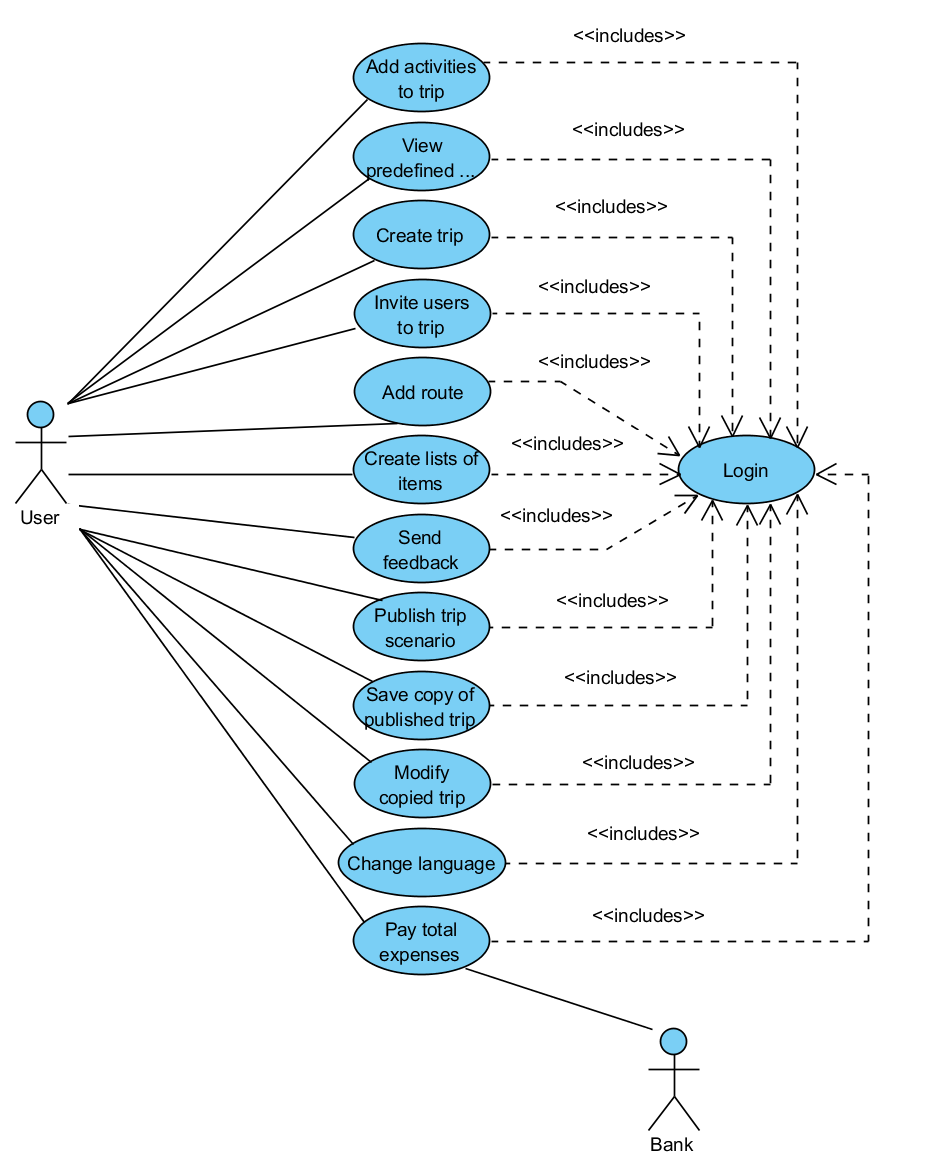 <<includes>>
Add activities
to trip
<<includes>>
View
predefined ...
<<includes>>
Create trip
<<includes>>
Invite users
to trip
<<includes>>
Add route
<<includes>>
Create lists of
items
Login
<<includes>>
User
Send
feedback
<<includes>>
Publish trip
scenario
<<includes>>
Save copy of
published trip
<<includes>>
Modify
copied trip
<<includes>>
Change language
<<includes>>
Pay total
expenses
Bank